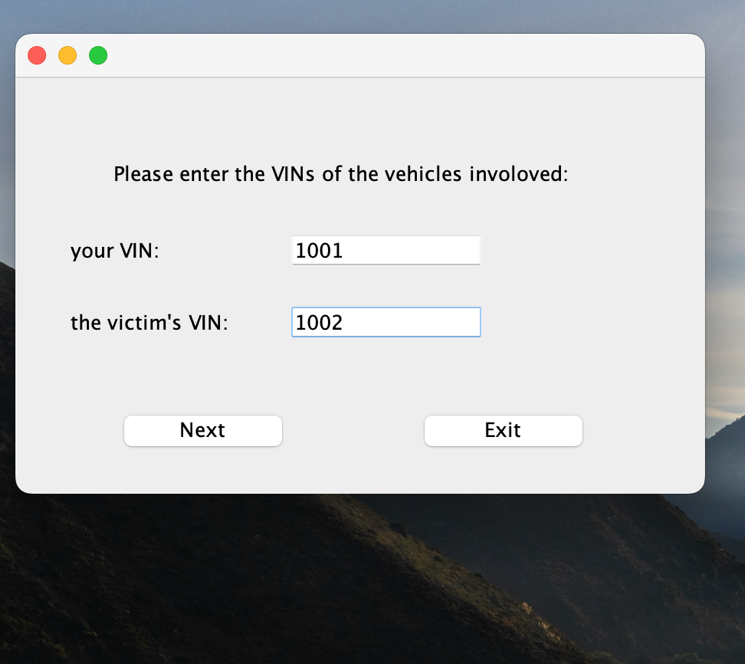 Please enter the VINs of the vehicles involoved:
your VIN: 1001
the victim's VIN: 1002
Next Exit